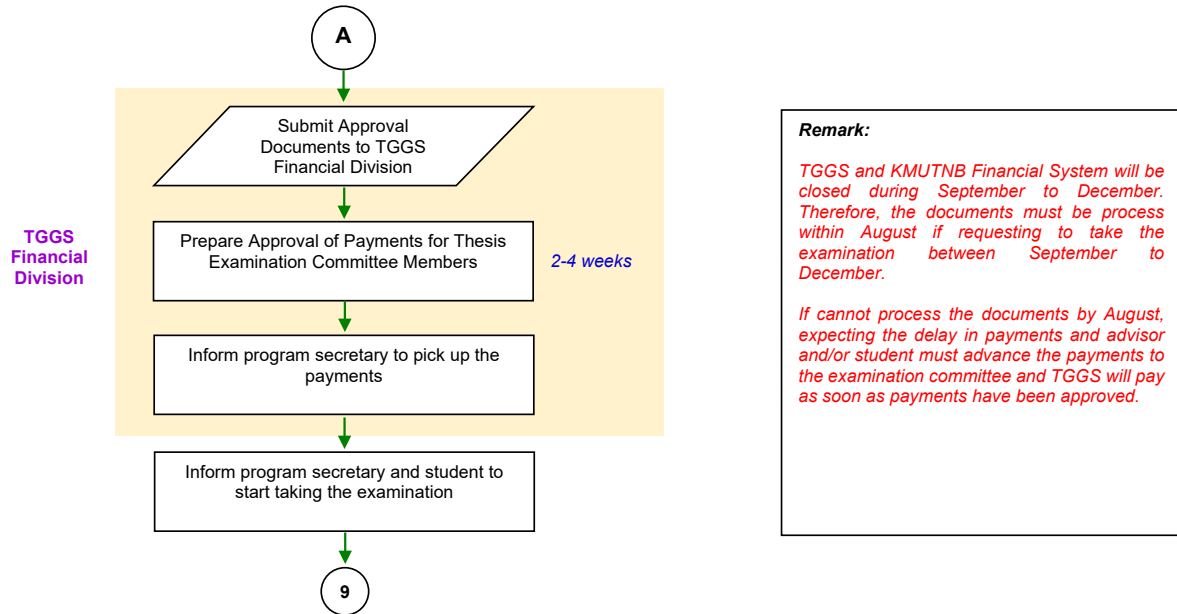 A
Submit Approval
Documents to TGGS
Financial Division
TGGS
Financial
Division
Prepare Approval of Payments for Thesis
Examination Committee Members
2-4 weeks
Inform program secretary to pick up the
payments
Inform program secretary and student to
start taking the examination
9
Remark:
TGGS and KMUTNB Financial System will be
closed during September to December.
Therefore, the documents must be process
within August if requesting to take the
examination between September to
December.
If cannot process the documents by August,
expecting the delay in payments and advisor
and/or student must advance the payments to
the examination committee and TGGS will pay
as soon as payments have been approved.